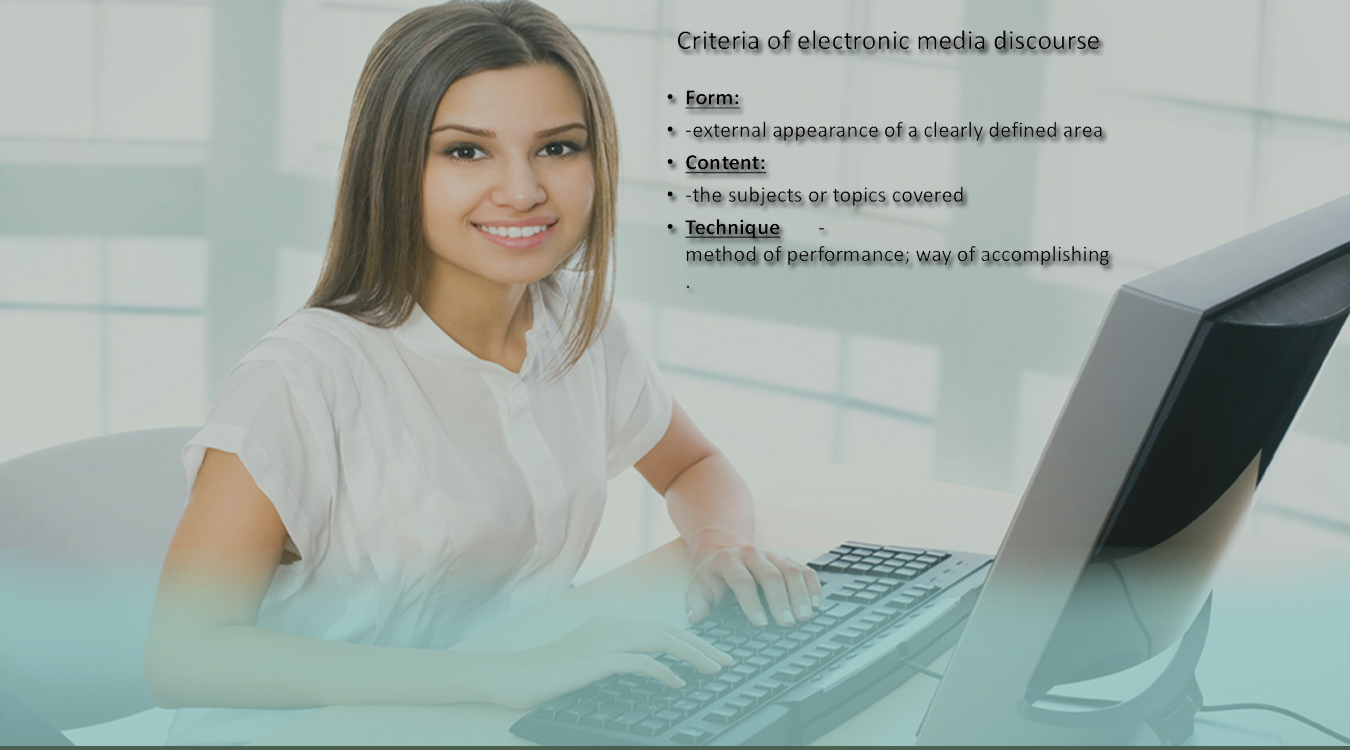 Criteria of electronic media discourse
• Form:
• -external appearance of a clearly defined area
• Content:
• -the subjects or topics covered
• Technique -
method of performance; way of accomplishing
.